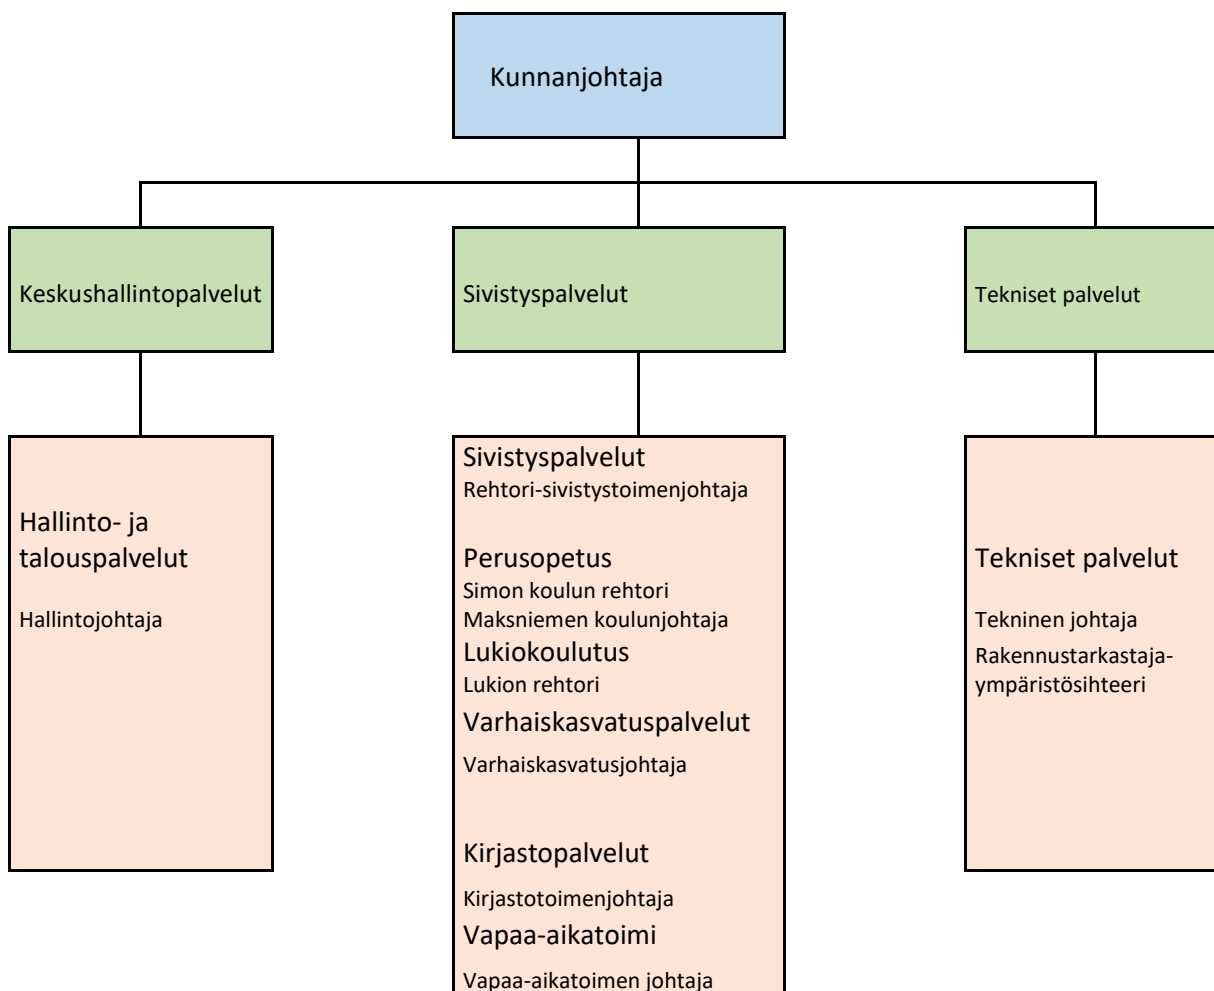 Kunnanjohtaja
Keskushallintopalvelut
Sivistyspalvelut
Tekniset palvelut
Hallinto- ja
talouspalvelut
Hallintojohtaja
Sivistyspalvelut
Rehtori-sivistystoimenjohtaja
Perusopetus
Simon koulun rehtori
Maksniemen koulunjohtaja
Lukiokoulutus
Lukion rehtori
Varhaiskasvatuspalvelut
Varhaiskasvatusjohtaja
Kirjastopalvelut
Kirjastotoimenjohtaja
Vapaa-aikatoimi
Vapaa-aikatoimen johtaja
Tekniset palvelut
Tekninen johtaja
Rakennustarkastaja-
ympäristösihteeri